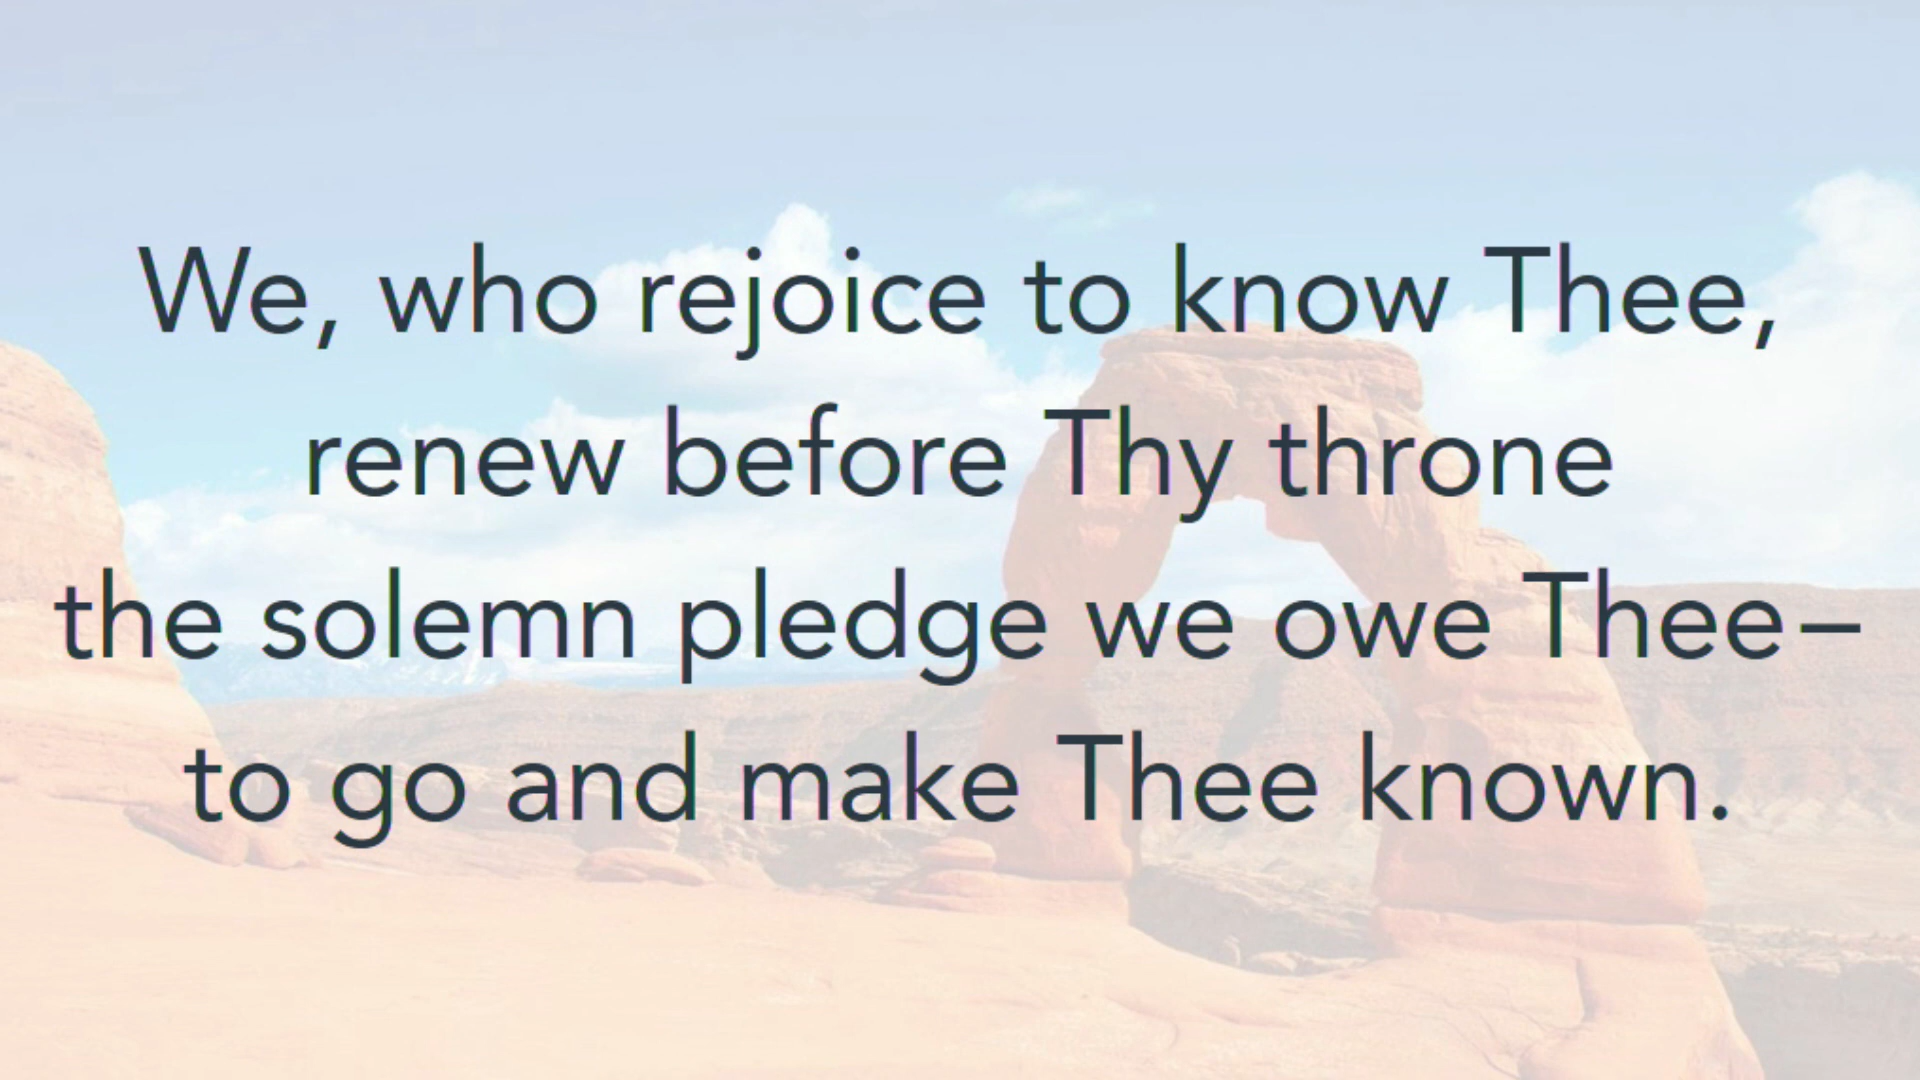 We, who rejoice to know Thee,
renew before Thy throne
the solemn pledge we owe Thee–
to go and make Thee known.